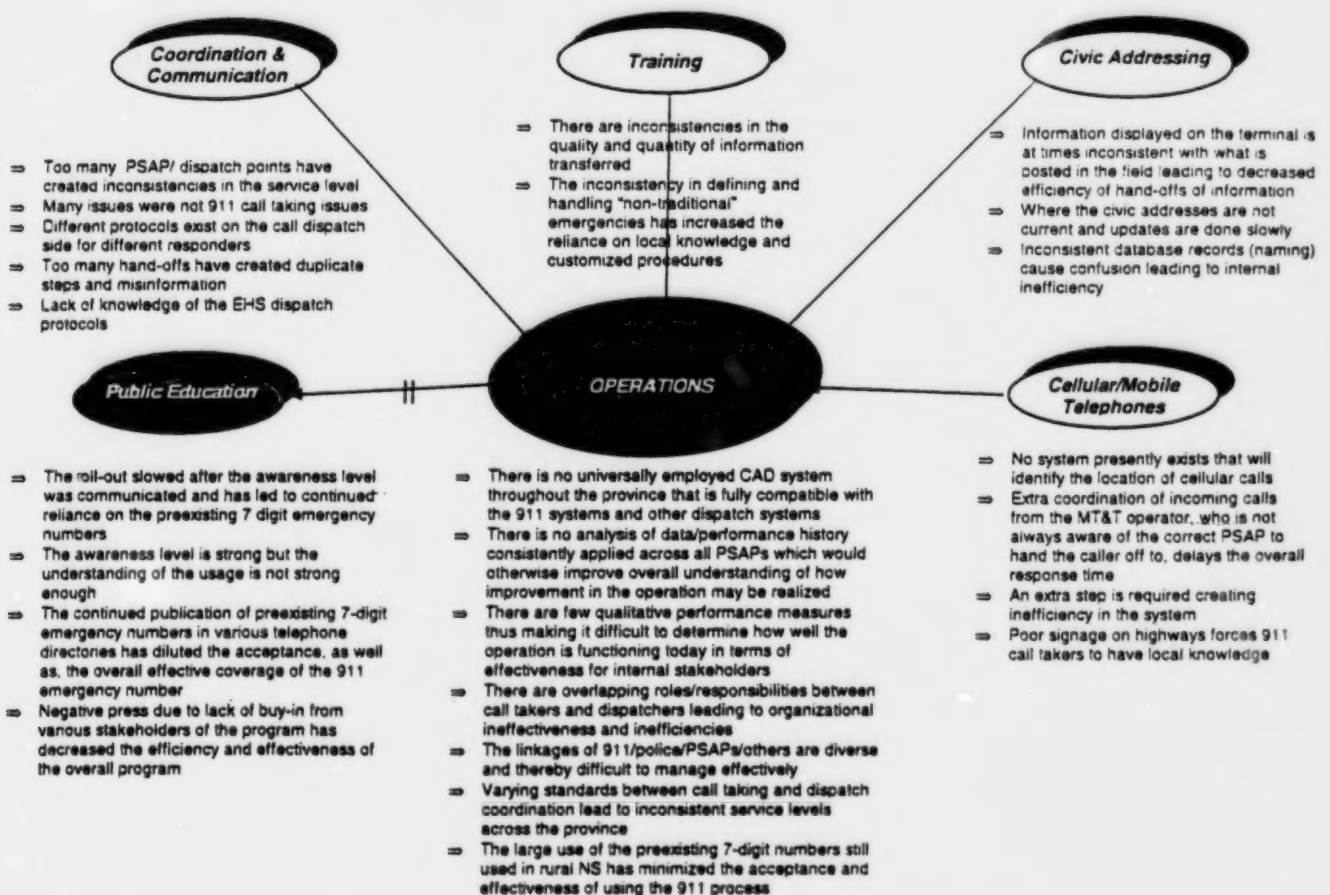 Coordination &
Communication
⇒ Too many PSAP/ dispatch points have
created inconsistencies in the service level
⇒ Many issues were not 911 call taking issues
⇒ Different protocols exist on the call dispatch
side for different responders
⇒ Too many hand-offs have created duplicate
steps and misinformation
⇒ Lack of knowledge of the EHS dispatch
protocols
Training
⇒ There are inconsistencies in the
quality and quantity of information
transferred
⇒ The inconsistency in defining and
handling "non-traditional"
emergencies has increased the
reliance on local knowledge and
customized procedures
Civic Addressing
⇒ Information displayed on the terminal is
at times inconsistent with what is
posted in the field leading to decreased
efficiency of hand-offs of information
⇒ Where the civic addresses are not
current and updates are done slowly
⇒ Inconsistent database records (naming)
cause confusion leading to internal
inefficiency
Public Education
⇒ The roll-out slowed after the awareness level
was communicated and has led to continued
reliance on the preexisting 7 digit emergency
numbers
⇒ The awareness level is strong but the
understanding of the usage is not strong
enough
⇒ The continued publication of preexisting 7-digit
emergency numbers in various telephone
directories has diluted the acceptance, as well
as, the overall effective coverage of the 911
emergency number
⇒ Negative press due to lack of buy-in from
various stakeholders of the program has
decreased the efficiency and effectiveness of
the overall program
OPERATIONS
⇒ There is no universally employed CAD system
throughout the province that is fully compatible with
the 911 systems and other dispatch systems
⇒ There is no analysis of data/performance history
consistently applied across all PSAPs which would
otherwise improve overall understanding of how
improvement in the operation may be realized
⇒ There are few qualitative performance measures
thus making it difficult to determine how well the
operation is functioning today in terms of
effectiveness for internal stakeholders
⇒ There are overlapping roles/responsibilities between
call takers and dispatchers leading to organizational
ineffectiveness and inefficiencies
⇒ The linkages of 911/police/PSAPs/others are diverse
and thereby difficult to manage effectively
⇒ Varying standards between call taking and dispatch
coordination lead to inconsistent service levels
across the province
⇒ The large use of the preexisting 7-digit numbers still
used in rural NS has minimized the acceptance and
effectiveness of using the 911 process
Cellular/Mobile
Telephones
⇒ No system presently exists that will
identify the location of cellular calls
⇒ Extra coordination of incoming calls
from the MT&T operator, who is not
always aware of the correct PSAP to
hand the caller off to, delays the overall
response time
⇒ An extra step is required creating
inefficiency in the system
⇒ Poor signage on highways forces 911
call takers to have local knowledge